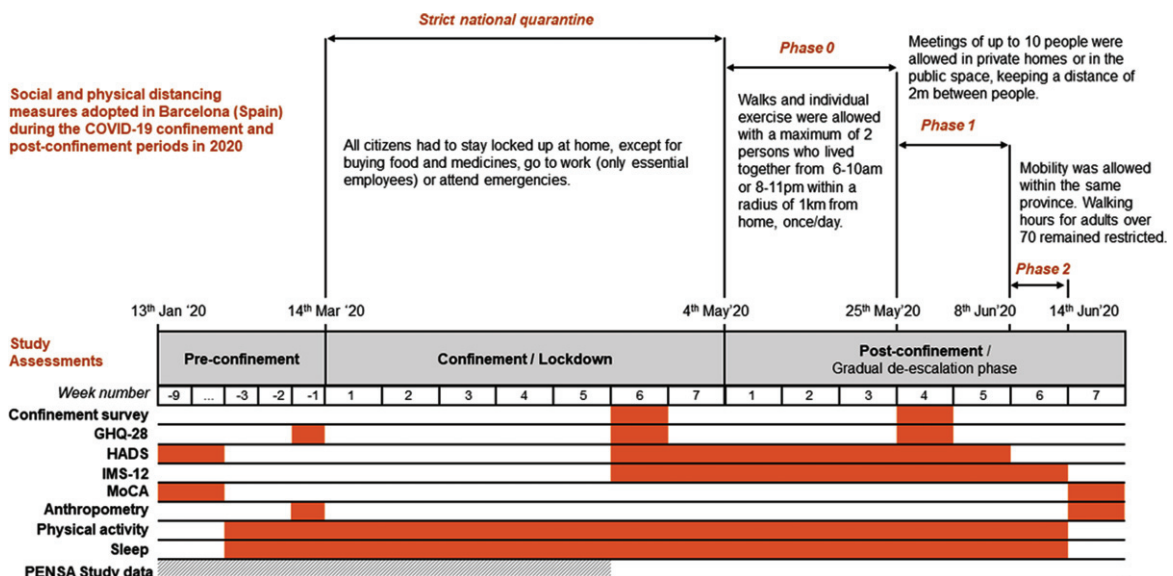 Strict national quarantine
Phase 0
Meetings of up to 10 people were
allowed in private homes or in the
public space, keeping a distance of
2m between people.
Social and physical distancing
measures adopted in Barcelona (Spain)
during the COVID-19 confinement and
post-confinement periods in 2020
All citizens had to stay locked up at home, except for
buying food and medicines, go to work (only essential
employees) or attend emergencies.
Walks and individual
exercise were allowed
with a maximum of 2
persons who lived
together from 6-10am
or 8-11pm within a
radius of 1km from
home, once/day.
Phase 1
Mobility was allowed
within the same
province. Walking
hours for adults over
70 remained restricted.
Phase 2
13th Jan '20 14th Mar '20 4th May'20 25th May'20 8th Jun'20 14th Jun'20
Study
Assessments
Pre-confinement
Confinement / Lockdown
Post-confinement /
Gradual de-escalation phase
Week number -9 ... -3 -2 -1 1 2 3 4 5 6 7 1 2 3 4 5 6 7
Confinement survey
GHQ-28
HADS
IMS-12
MoCA
Anthropometry
Physical activity
Sleep
PENSA Study data